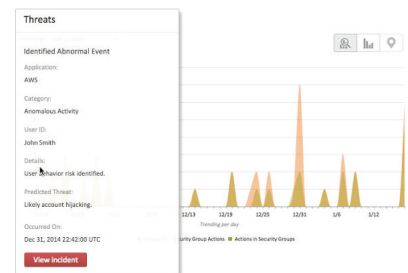 Threats
Identified Abnormal Event
Application:
AWS
Category:
Anomalous Activity
User ID:
John Smith
Details:
User behavior risk identified.
Predicted Threat:
Likely account hijacking.
Occurred On:
Dec 31, 2014 22:42:00 UTC
View incident
12/13 12/19 12/25 12/31 1/6 1/12
Trending per day
urity Group Actions Actions in Security Groups